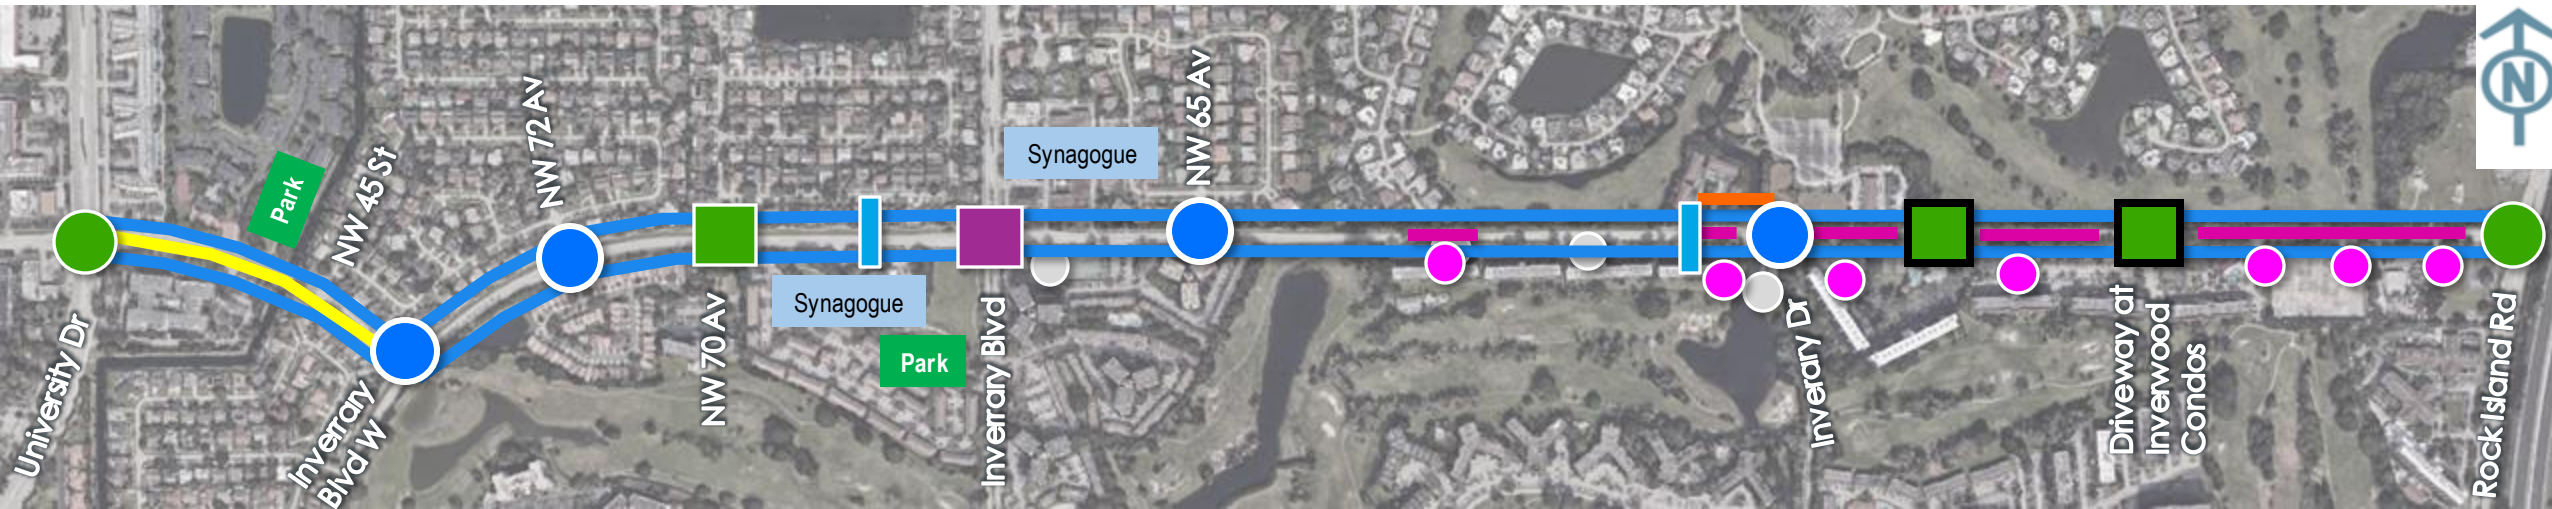 University Dr
Park
NW 45 St
Inverrary
Blvd W
NW 72 Av
NW 70 Av
Synagogue
Park
Inverrary Blvd
Synagogue
NW 65 Av
Inverary Dr
Driveway at
Inverwood
Condos
Rock Island Rd
N